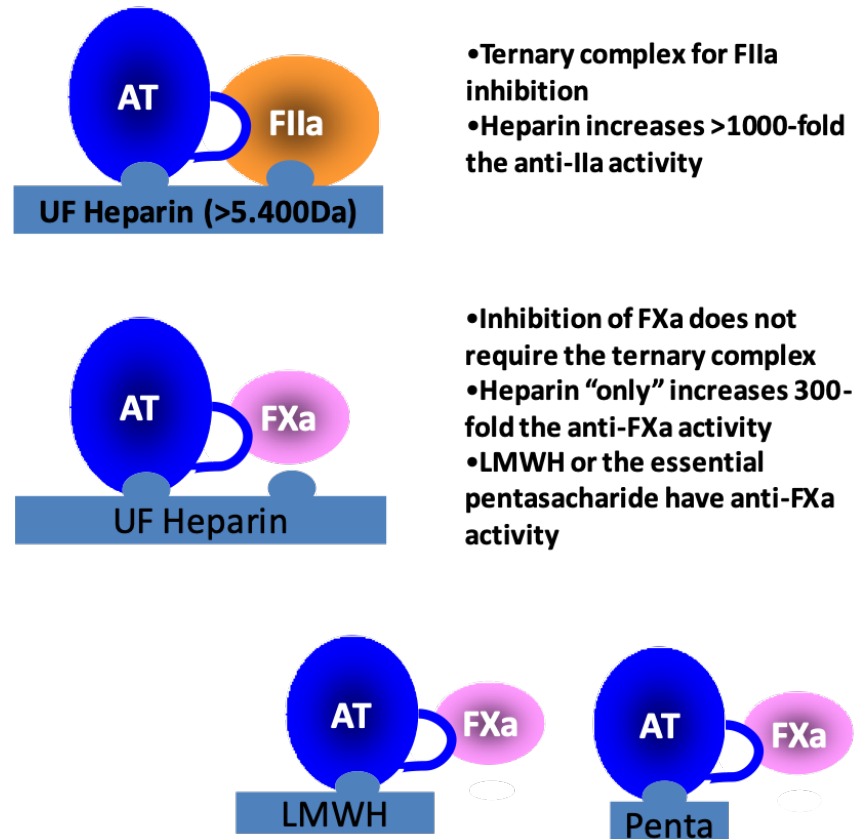 AT
FIIa
UF Heparin (>5.400Da)
•Ternary complex for FIIa
inhibition
•Heparin increases >1000-fold
the anti-IIa activity
AT
FXa
UF Heparin
•Inhibition of FXa does not
require the ternary complex
•Heparin “only” increases 300-
fold the anti-FXa activity
•LMWH or the essential
pentasacharide have anti-FXa
activity
AT
FXa
LMWH
AT
FXa
Penta